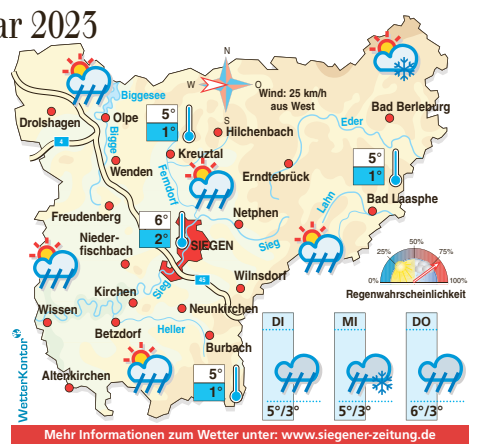 ar 2023
N
W O
S
Wind: 25 km/h
aus West
Biggesee
Drolshagen
Olpe
5°
1°
Hilchenbach
Bad Berleburg
Eder
4
Bigge
Kreuztal
Wenden
Ferndorf
Erndtebrück
5°
1°
Bad Laasphe
Lahn
Freudenberg
Netphen
6°
2°
SIEGEN
Sieg
Nieder-
fischbach
25% 50% 75%
0% 100%
Regenwahrscheinlichkeit
45
Wilnsdorf
Sieg
Kirchen
Neunkirchen
Wissen
Betzdorf
Heller
Burbach
DI MI DO
5°/3° 5°/3° 6°/3°
Altenkirchen
5°
1°
WetterKontor
Mehr Informationen zum Wetter unter: www.siegener-zeitung.de